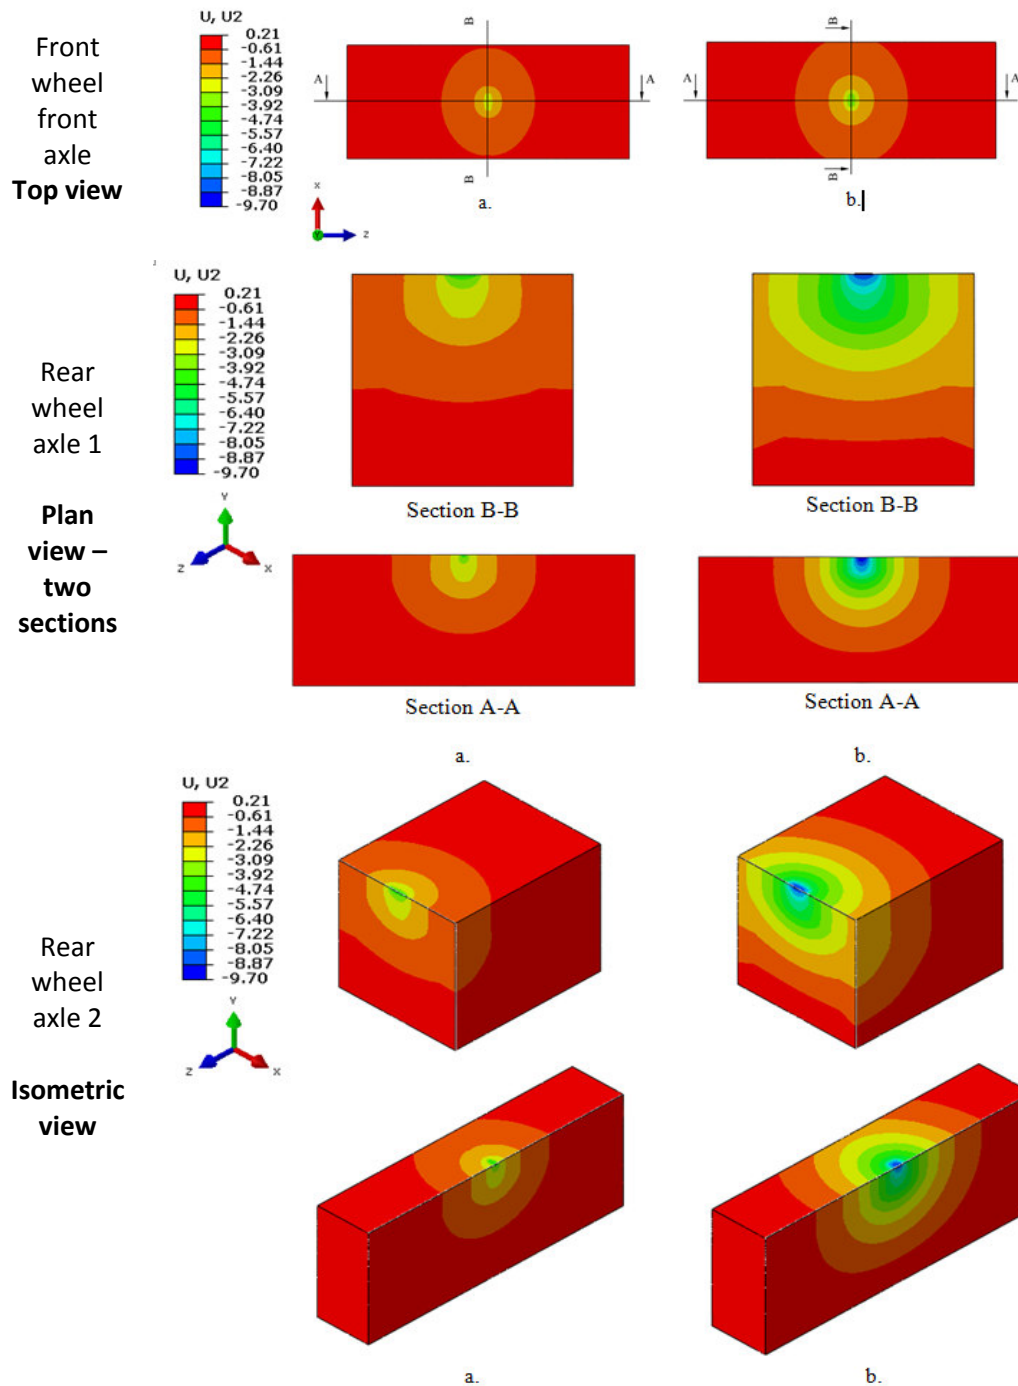 Front
wheel
front
axle
Top view
U, U2
0.21
-0.61
-1.44
-2.26
-3.09
-3.92
-4.74
-5.57
-6.40
-7.22
-8.05
-8.87
-9.70
x
Y
z
B
A
A
B
a.
B
A
A
B
b.
Rear
wheel
axle 1
Plan
view –
two
sections
U, U2
0.21
-0.61
-1.44
-2.26
-3.09
-3.92
-4.74
-5.57
-6.40
-7.22
-8.05
-8.87
-9.70
Y
Z
X
Section B-B
Section B-B
Section A-A
Section A-A
a.
b.
Rear
wheel
axle 2
Isometric
view
U, U2
0.21
-0.61
-1.44
-2.26
-3.09
-3.92
-4.74
-5.57
-6.40
-7.22
-8.05
-8.87
-9.70
Y
Z
X
a.
b.